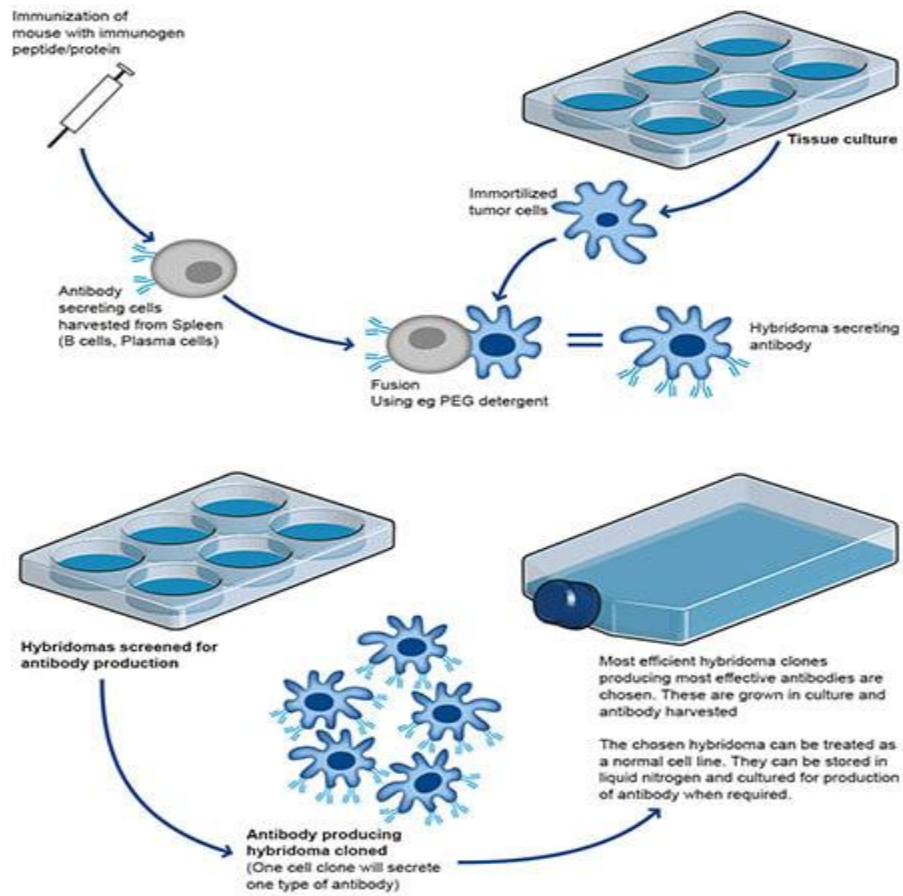 Immunization of
mouse with immunogen
peptide/protein
Tissue culture
Immortilized
tumor cells
Antibody
secreting cells
harvested from Spleen
(B cells, Plasma cells)
Fusion
Using eg PEG detergent
=
Hybridoma secreting
antibody
Hybridomas screened for
antibody production
Antibody producing
hybridoma cloned
(One cell clone will secrete
one type of antibody)
Most efficient hybridoma clones
producing most effective antibodies are
chosen. These are grown in culture and
antibody harvested
The chosen hybridoma can be treated as
a normal cell line. They can be stored in
liquid nitrogen and cultured for production
of antibody when required.